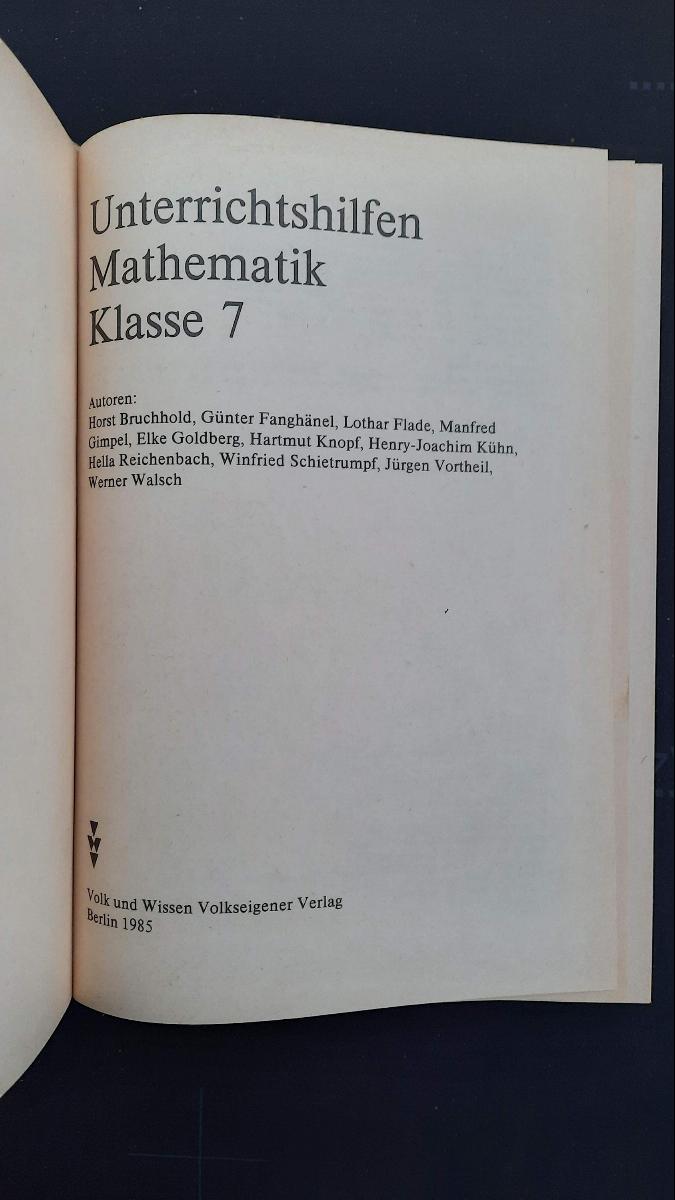 Unterrichtshilfen
Mathematik
Klasse 7
Autoren:
Horst Bruchhold, Günter Fanghänel, Lothar Flade, Manfred
Gimpel, Elke Goldberg, Hartmut Knopf, Henry-Joachim Kühn,
Hella Reichenbach, Winfried Schietrumpf, Jürgen Vortheil,
Werner Walsch
V
W
V
Volk und Wissen Volkseigener Verlag
Berlin 1985